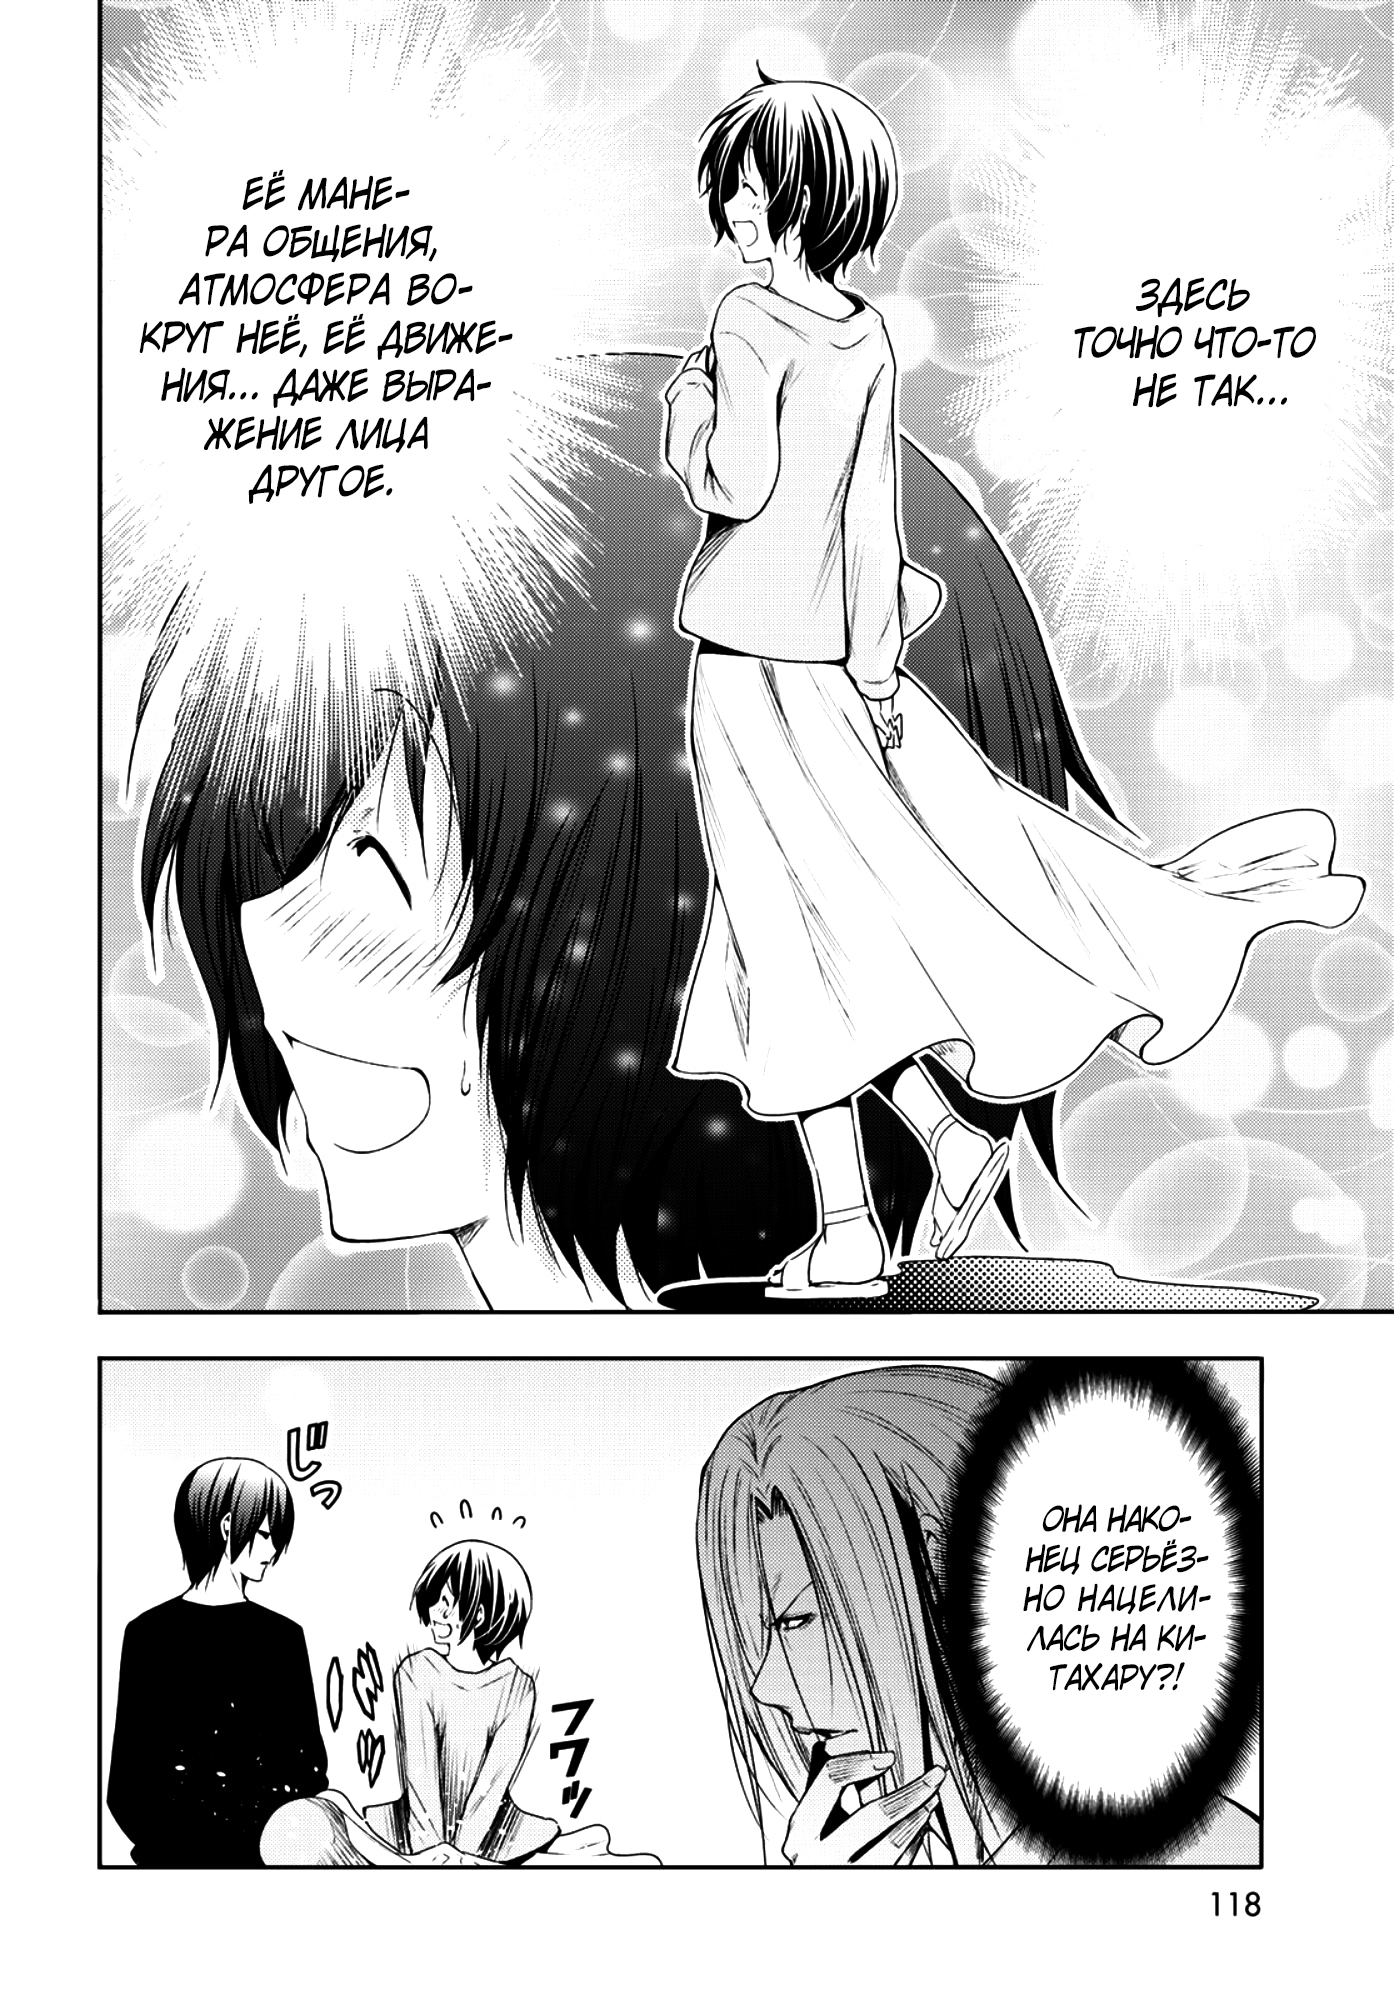 ЗДЕСЬ
ТОЧНО ЧТО-ТО
НЕ ТАК...
ЕЁ МАНЕ-
РА ОБЩЕНИЯ,
АТМОСФЕРА ВО-
КРУГ НЕЁ, ЕЁ ДВИЖЕ-
НИЯ... ДАЖЕ ВЫРА-
ЖЕНИЕ ЛИЦА
ДРУГОЕ.
ОНА НАКО-
НЕЦ СЕРЬЁЗ-
НО НАЦЕЛИ-
ЛАСЬ НА КИ-
ТАХАРУ?!
じっ
フワッ
118